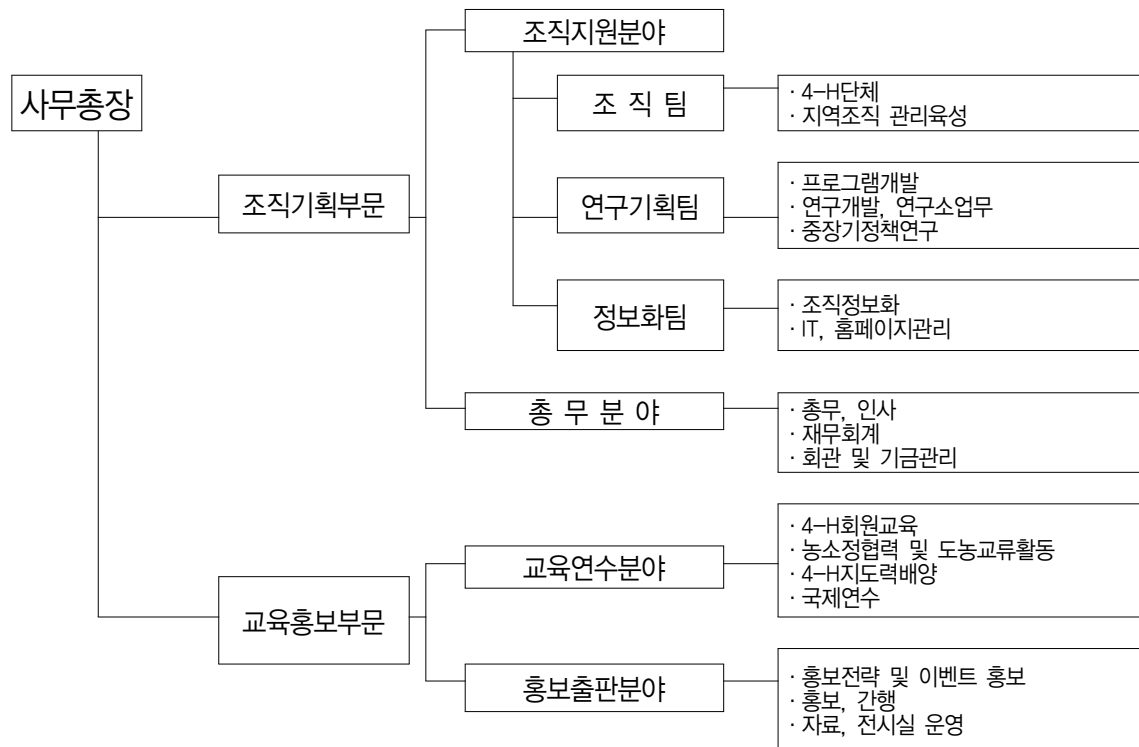 조직지원분야
사무총장
조 직 팀
· 4-H단체
· 지역조직 관리육성
조직기획부문
연구기획팀
· 프로그램개발
· 연구개발, 연구소업무
· 중장기정책연구
정보화팀
· 조직정보화
· IT, 홈페이지관리
총 무 분 야
· 총무, 인사
· 재무회계
· 회관 및 기금관리
교육연수분야
· 4-H회원교육
· 농소정협력 및 도농교류활동
· 4-H지도력배양
· 국제연수
교육홍보부문
홍보출판분야
· 홍보전략 및 이벤트 홍보
· 홍보, 간행
· 자료, 전시실 운영